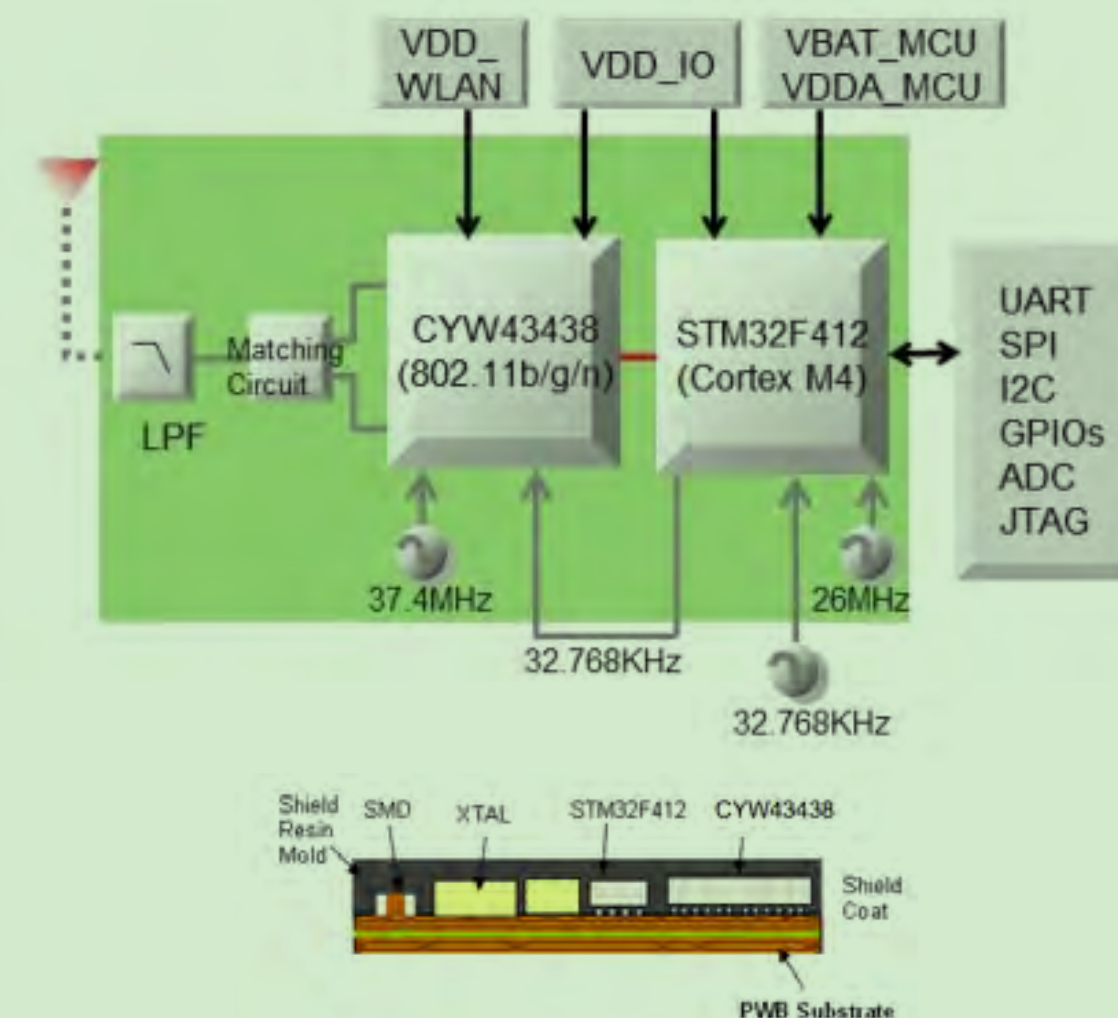 VDD_
WLAN
VDD_IO
VBAT_MCU
VDDA_MCU
CYW43438
(802.11b/g/n)
STM32F412
(Cortex M4)
Matching
Circuit
LPF
UART
SPI
I2C
GPIOs
ADC
JTAG
37.4MHz
26MHz
32.768KHz
32.768KHz
Shield
Resin
Mold
SMD
XTAL
STM32F412
CYW43438
Shield
Coat
PWB Substrate